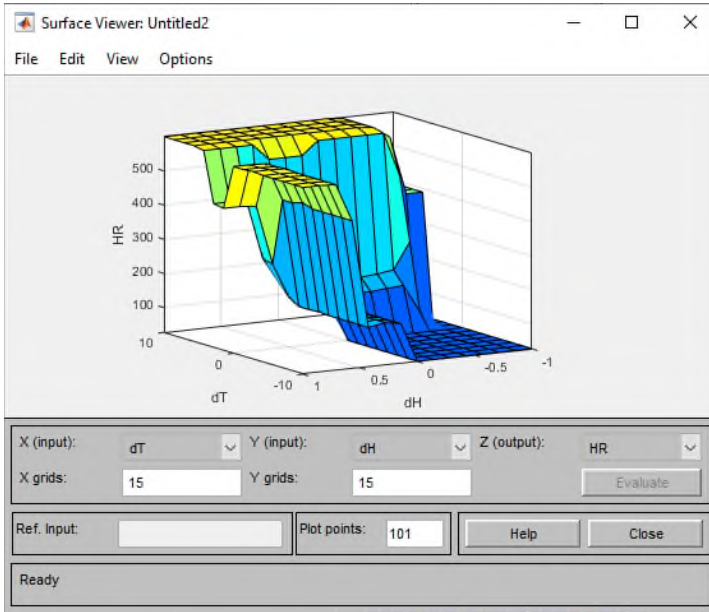 Surface Viewer: Untitled2
File Edit View Options
500
400
300
200
100
HR
10
0
-10
dT
1
0.5
0
-0.5
-1
dH
X (input): dT Y (input): dH Z (output): HR
X grids: 15 Y grids: 15 Evaluate
Ref. Input: Plot points: 101 Help Close
Ready